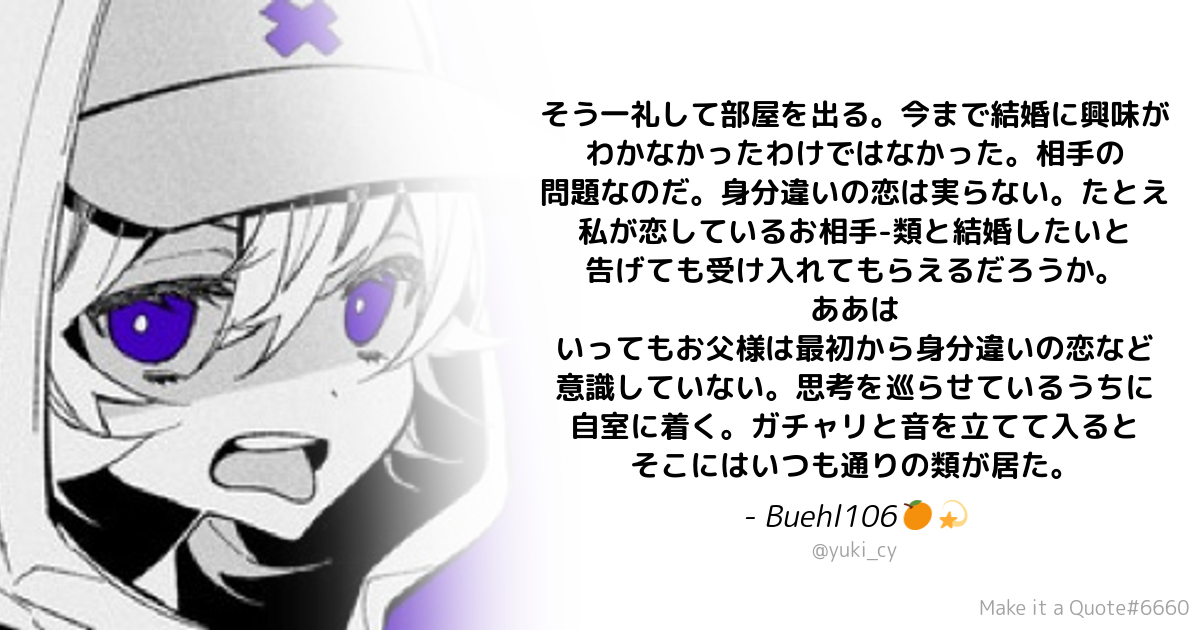 そう一礼して部屋を出る。今まで結婚に興味が
わかなかったわけではなかった。相手の
問題なのだ。身分違いの恋は実らない。たとえ
私が恋しているお相手-類と結婚したいと
告げても受け入れてもらえるだろうか。
ああは
いってもお父様は最初から身分違いの恋など
意識していない。思考を巡らせているうちに
自室に着く。ガチャリと音を立てて入ると
そこにはいつも通りの類が居た。
- Buehl106🍊💫
@yuki_cy
Make it a Quote#6660